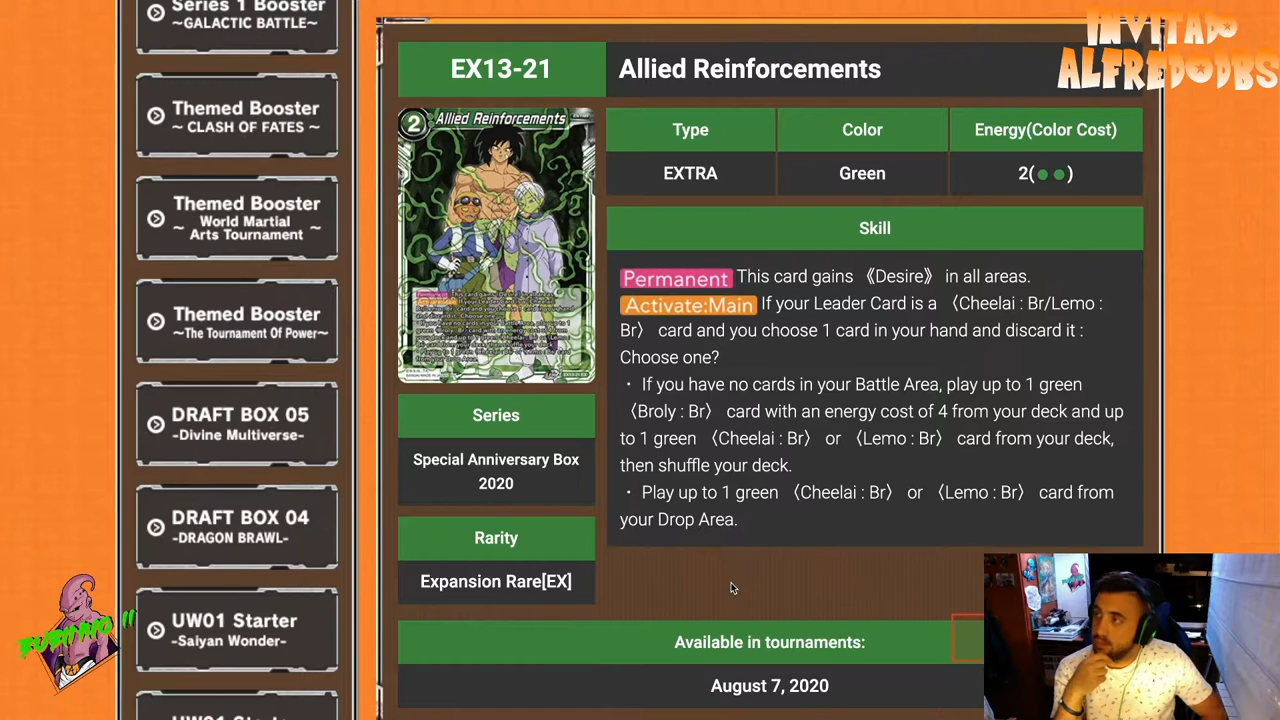 Series 1 Booster
~GALACTIC BATTLE~
Themed Booster
~ CLASH OF FATES ~
Themed Booster
~ World Martial Arts Tournament ~
Themed Booster
~The Tournament Of Power~
DRAFT BOX 05
-Divine Multiverse-
DRAFT BOX 04
-DRAGON BRAWL-
UW01 Starter
-Saiyan Wonder-
EX13-21
Allied Reinforcements
2
Allied Reinforcements
Type
Color
Energy(Color Cost)
EXTRA
Green
2(●●)
Skill
Permanent This card gains 《Desire》 in all areas.
Activate:Main If your Leader Card is a 〈Cheelai : Br/Lemo :
Br〉 card and you choose 1 card in your hand and discard it :
Choose one?
・ If you have no cards in your Battle Area, play up to 1 green
〈Broly : Br〉 card with an energy cost of 4 from your deck and up
to 1 green 〈Cheelai : Br〉 or 〈Lemo : Br〉 card from your deck,
then shuffle your deck.
・ Play up to 1 green 〈Cheelai : Br〉 or 〈Lemo : Br〉 card from
your Drop Area.
Series
Special Anniversary Box
2020
Rarity
Expansion Rare[EX]
Available in tournaments:
August 7, 2020
INVITADO
ALFREDODBS